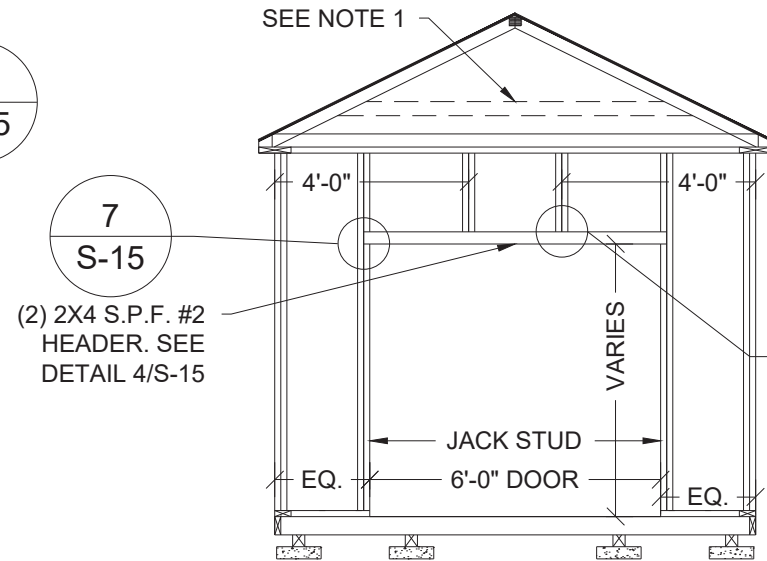 SEE NOTE 1
5
4'-0"
4'-0"
7
S-15
(2) 2X4 S.P.F. #2
HEADER. SEE
DETAIL 4/S-15
VARIES
JACK STUD
EQ.
6'-0" DOOR
EQ.